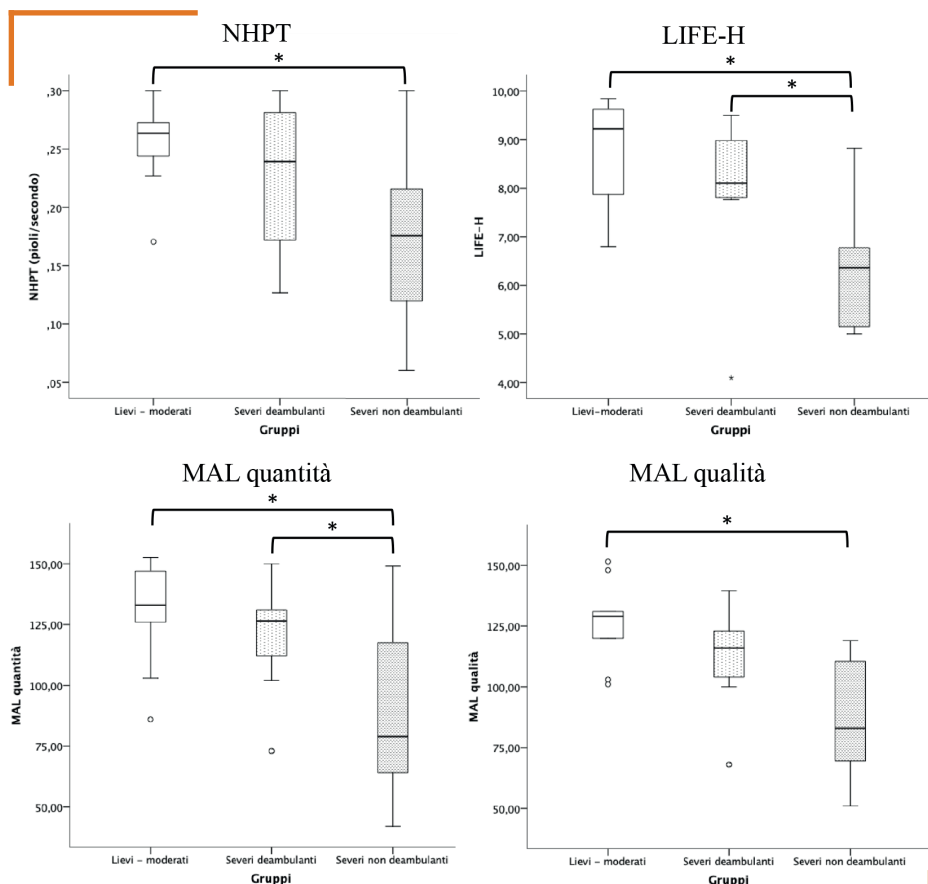 NHPT
*
,30
,25
,20
,15
,10
,05
NHPT (pioli/secondo)
Lievi – moderati
Severi deambulanti
Severi non deambulanti
Gruppi
LIFE-H
*
*
10,00
9,00
8,00
7,00
6,00
5,00
4,00
LIFE-H
*
Lievi-moderati
Severi deambulanti
Severi non deambulanti
Gruppi
MAL quantità
*
*
150,00
125,00
100,00
75,00
50,00
MAL quantità
Lievi – moderati
Severi deambulanti
Severi non deambulanti
Gruppi
MAL qualità
*
150,00
125,00
100,00
75,00
50,00
MAL qualità
Lievi – moderati
Severi deambulanti
Severi non deambulanti
Gruppi